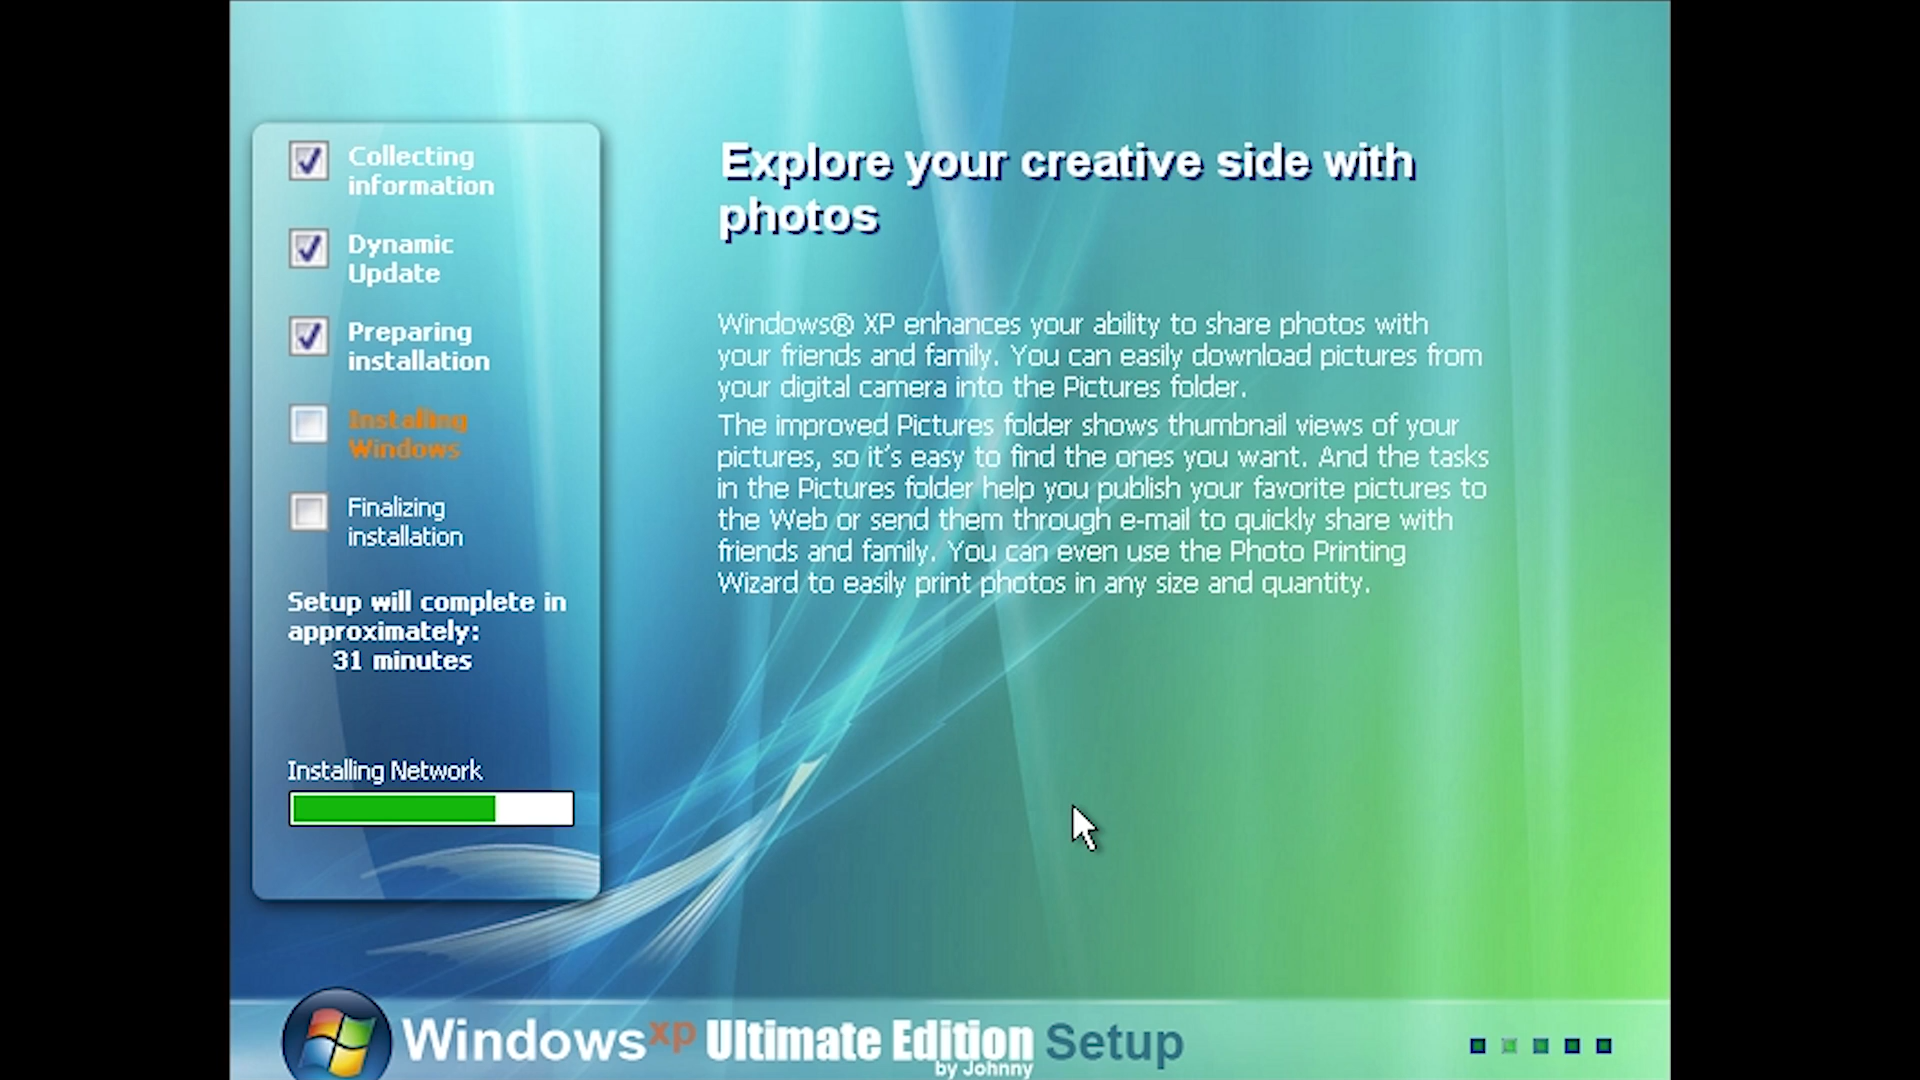 Collecting
information
Dynamic
Update
Preparing
installation
Installing
Windows
Finalizing
installation
Setup will complete in
approximately:
31 minutes
Installing Network
Explore your creative side with
photos
Windows® XP enhances your ability to share photos with
your friends and family. You can easily download pictures from
your digital camera into the Pictures folder.
The improved Pictures folder shows thumbnail views of your
pictures, so it's easy to find the ones you want. And the tasks
in the Pictures folder help you publish your favorite pictures to
the Web or send them through e-mail to quickly share with
friends and family. You can even use the Photo Printing
Wizard to easily print photos in any size and quantity.
Windows xp Ultimate Edition Setup
by Johnny